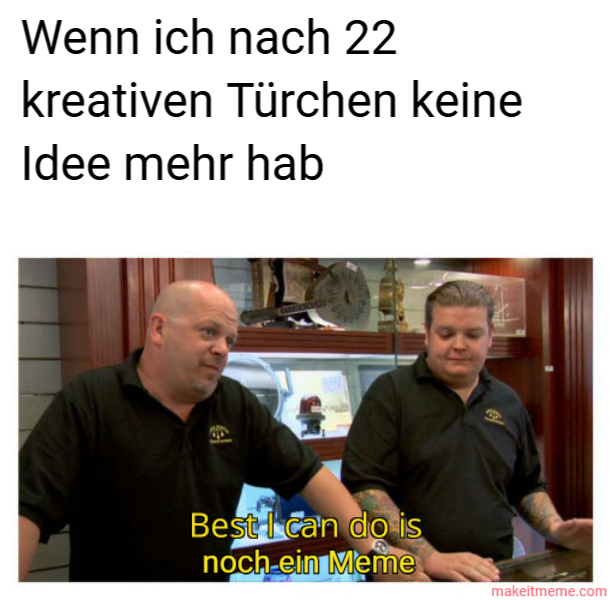 Wenn ich nach 22
kreativen Türchen keine
Idee mehr hab
Best I can do is
noch ein Meme
makeitmeme.com